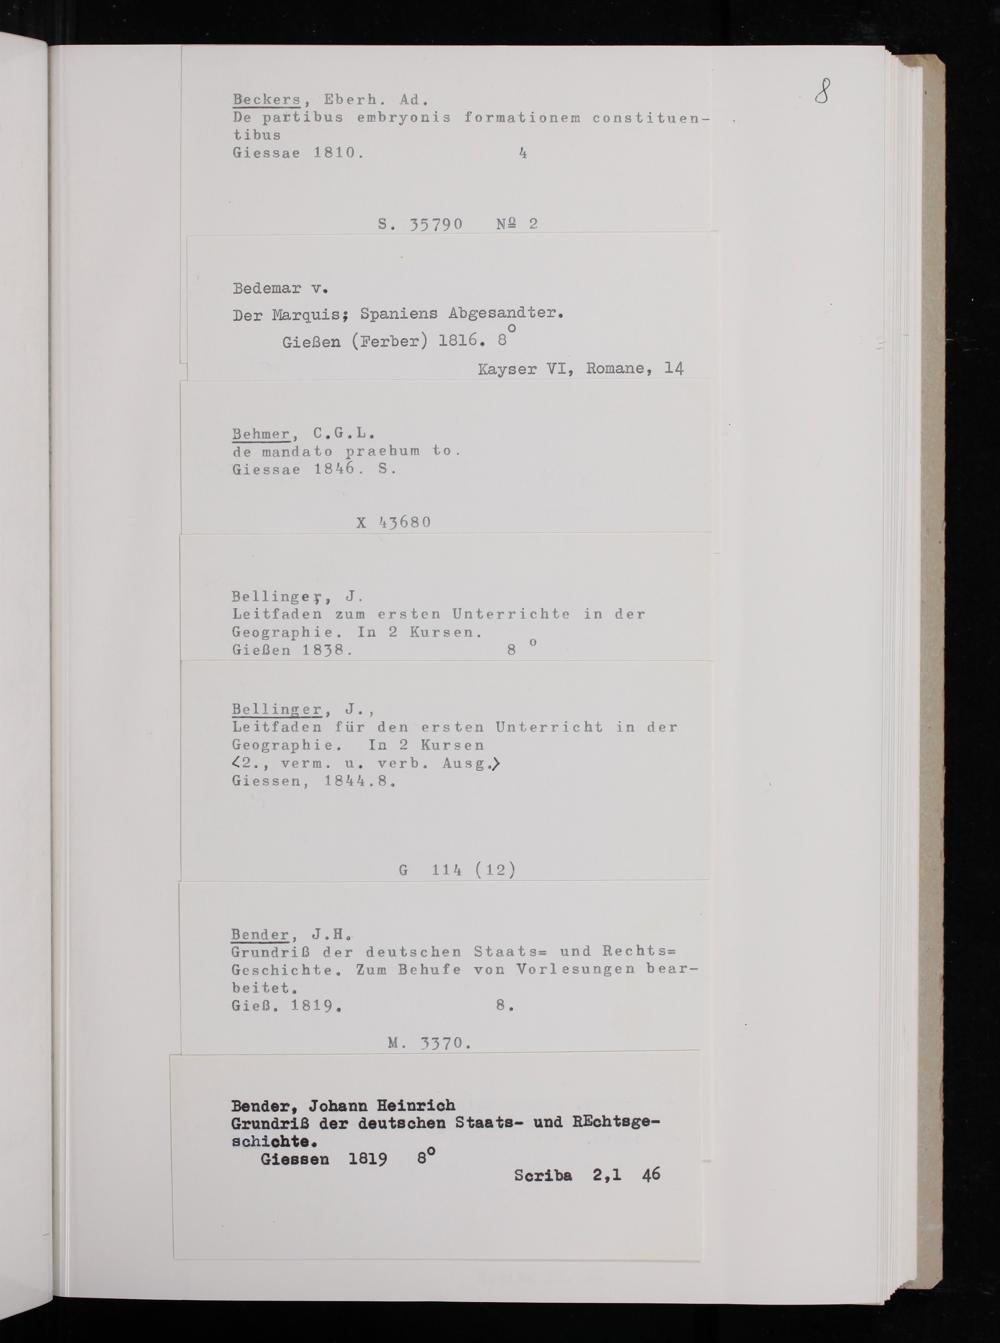 8
Beckers, Eberh. Ad.
De partibus embryonis formationem constituen-
tibus
Giessae 1810. 4
S. 35790 Nº 2
Bedemar v.
Der Marquis; Spaniens Abgesandter.
Gießen (Ferber) 1816. 8º
Kayser VI, Romane, 14
Behmer, C.G.L.
de mandato praehum to.
Giessae 1846. S.
X 43680
Bellinger, J.
Leitfaden zum ersten Unterrichte in der
Geographie. In 2 Kursen.
Gießen 1838. 8 º
Bellinger, J.,
Leitfaden für den ersten Unterricht in der
Geographie. In 2 Kursen
<2., verm. u. verb. Ausg.>
Giessen, 1844.8.
G 114 (12)
Bender, J.H.
Grundriß der deutschen Staats= und Rechts=
Geschichte. Zum Behufe von Vorlesungen bear-
beitet.
Gieß. 1819. 8.
M. 3370.
Bender, Johann Heinrich
Grundriß der deutschen Staats- und REchtsge-
schichte.
Giessen 1819 8º
Scriba 2,1 46